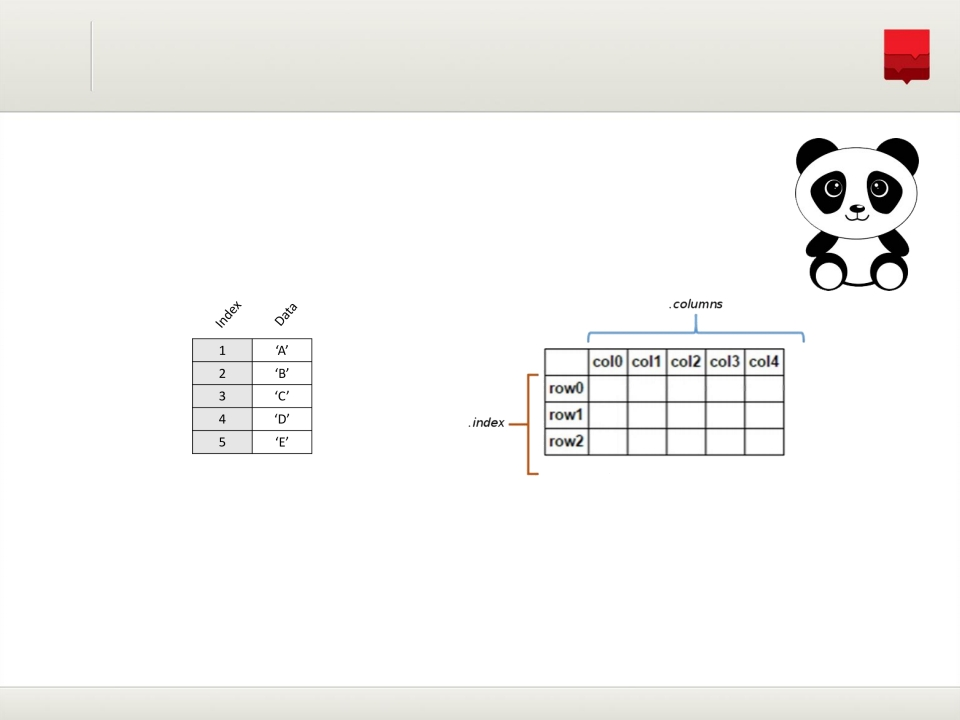 Index Data
1 ‘A’
2 ‘B’
3 ‘C’
4 ‘D’
5 ‘E’
.columns
col0 col1 col2 col3 col4
row0
.index
row1
row2